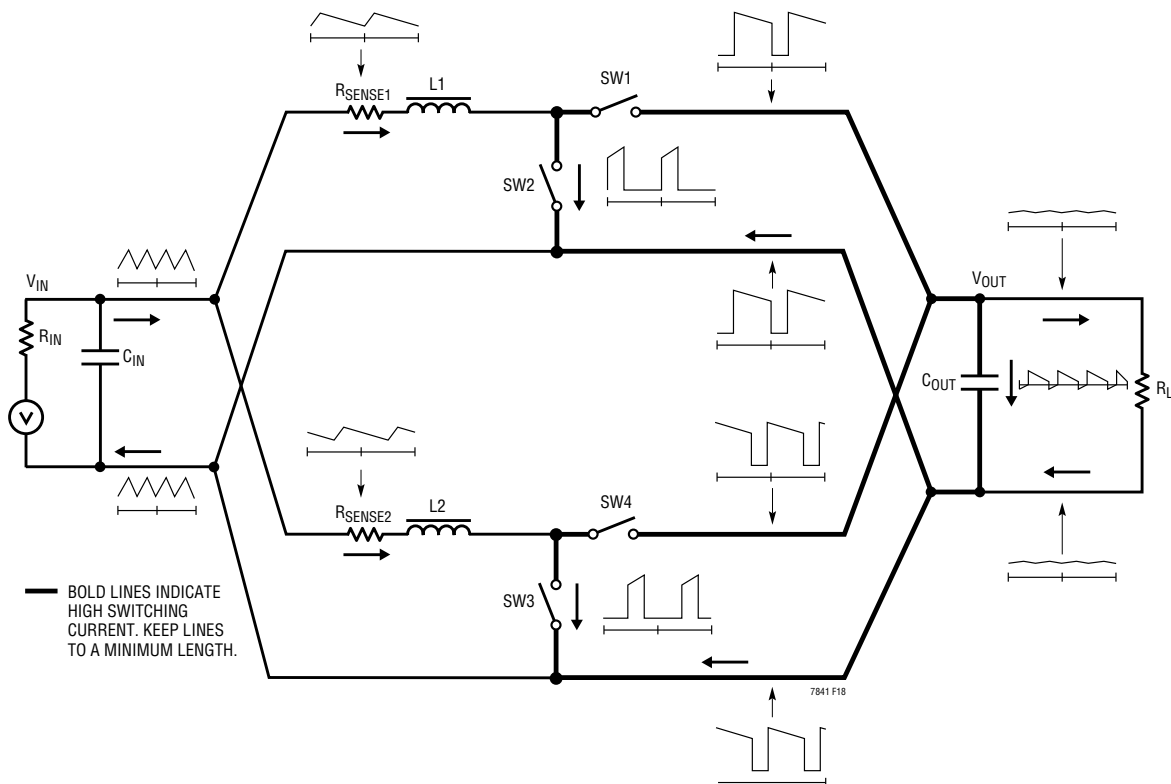 SW1
L1
RSENSE1
SW2
VIN
RIN
CIN
V
VOUT
COUT
RL
RSENSE2
L2
SW4
SW3
BOLD LINES INDICATE
HIGH SWITCHING
CURRENT. KEEP LINES
TO A MINIMUM LENGTH.
7841 F18